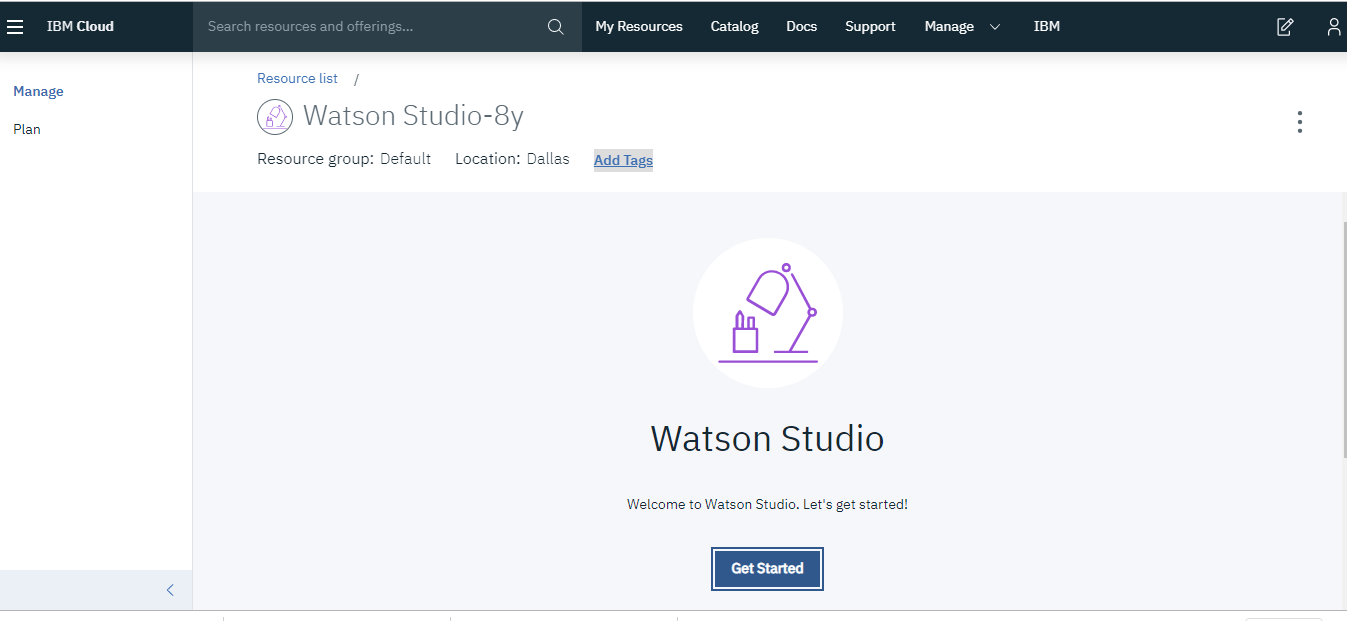 IBM Cloud
Search resources and offerings...
My Resources
Catalog
Docs
Support
Manage
IBM
Manage
Plan
Resource list /
Watson Studio-8y
Resource group: Default Location: Dallas Add Tags
Watson Studio
Welcome to Watson Studio. Let's get started!
Get Started